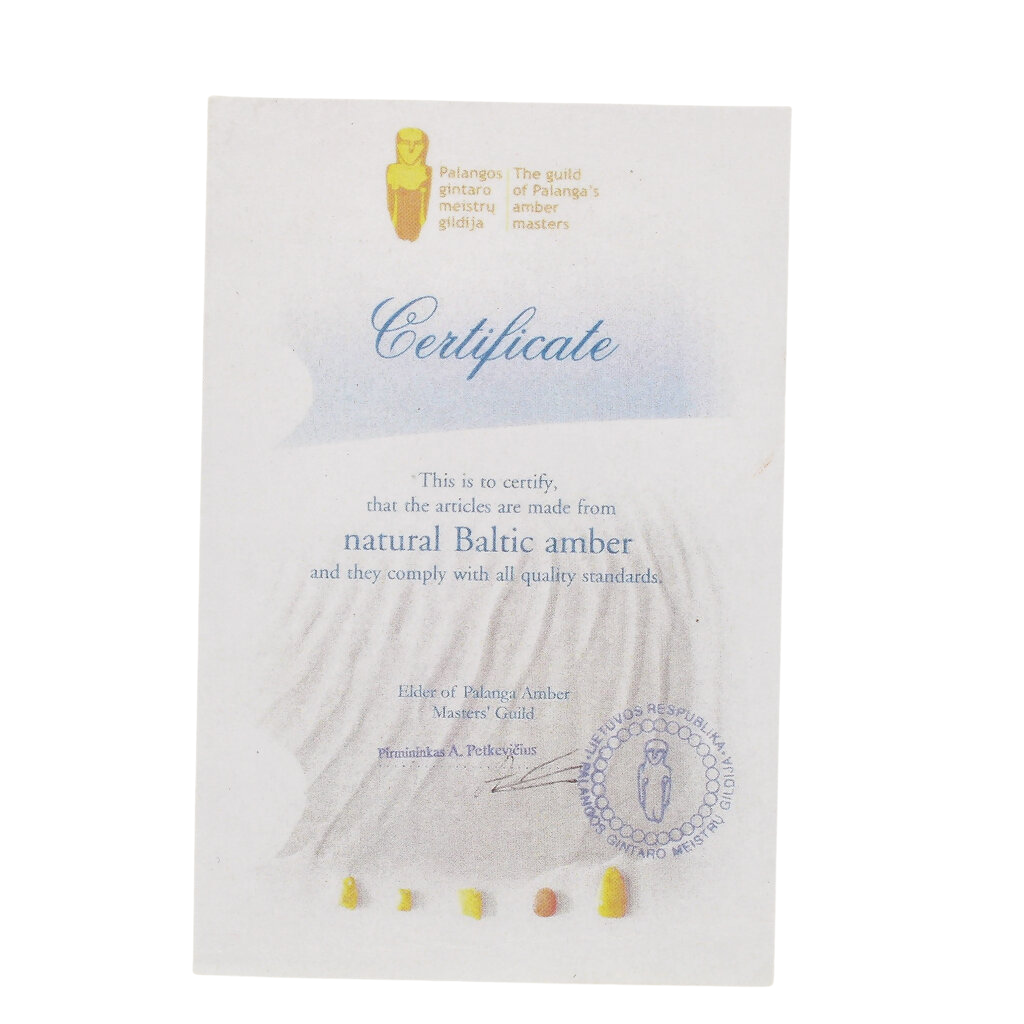 Palangos
gintaro
meistrų
gildija
The guild
of Palanga's
amber
masters
Certificate
This is to certify,
that the articles are made from
natural Baltic amber
and they comply with all quality standards.
Elder of Palanga Amber
Masters' Guild
Pirmininkas A. Petkevičius
LIETUVOS RESPUBLIKA
PALANGOS GINTARO MEISTRŲ GILDIJA